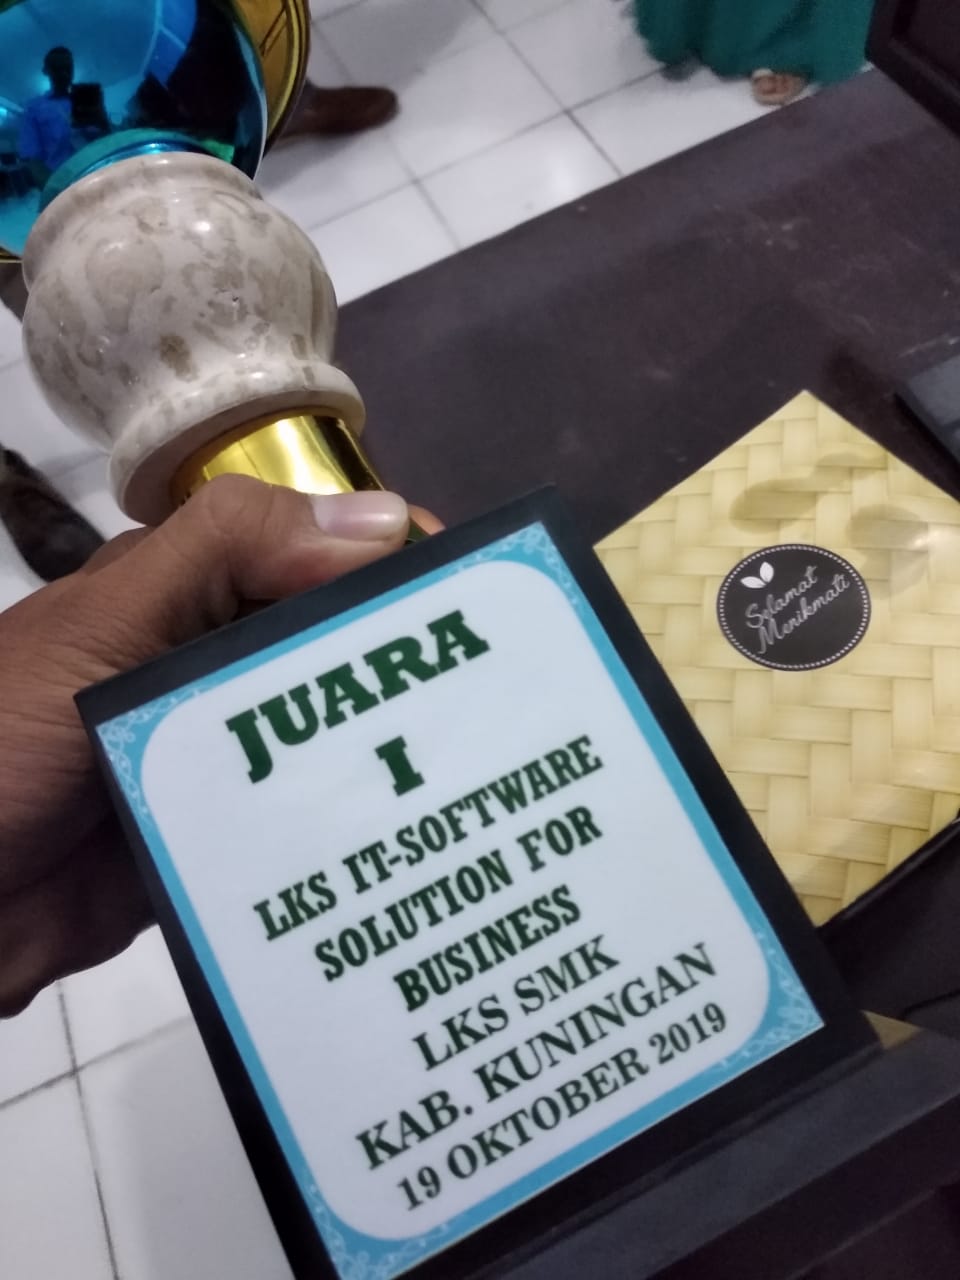 JUARA
I
LKS IT-SOFTWARE
SOLUTION FOR
BUSINESS
LKS SMK
KAB. KUNINGAN
19 OKTOBER 2019
Selamat
Menikmati